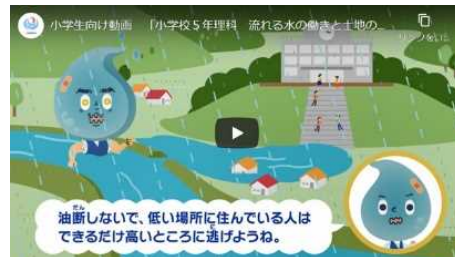 小学生向け動画 「小学校５年理科 流れる水の働きと土地の...
だん
油断しないで、低い場所に住んでいる人は
できるだけ高いところに逃げようね。